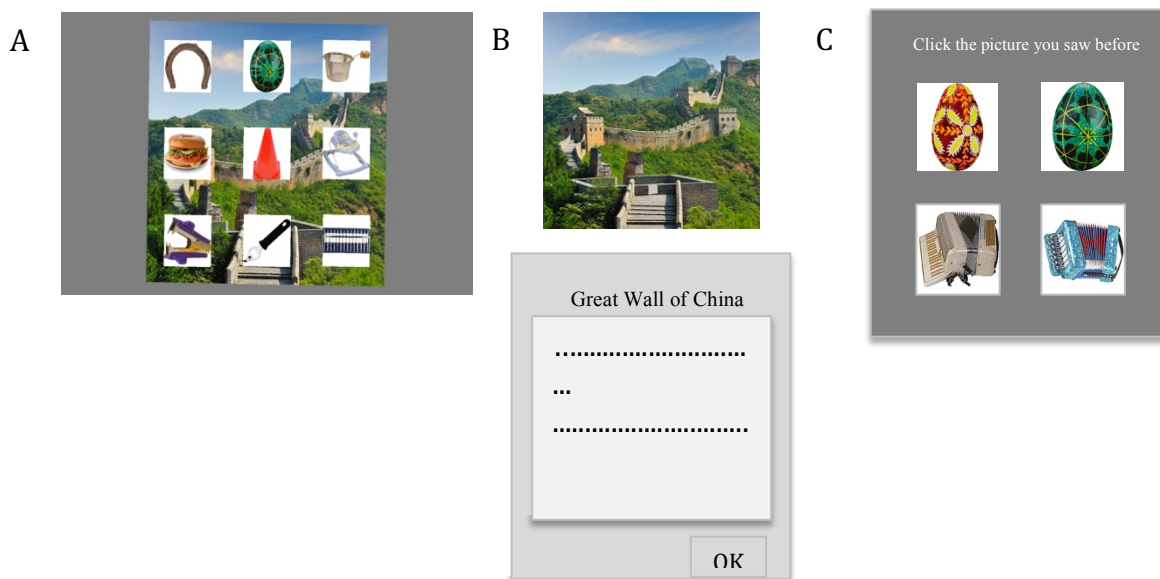 A
B
C
Click the picture you saw before
Great Wall of China
................................
...
................................
OK